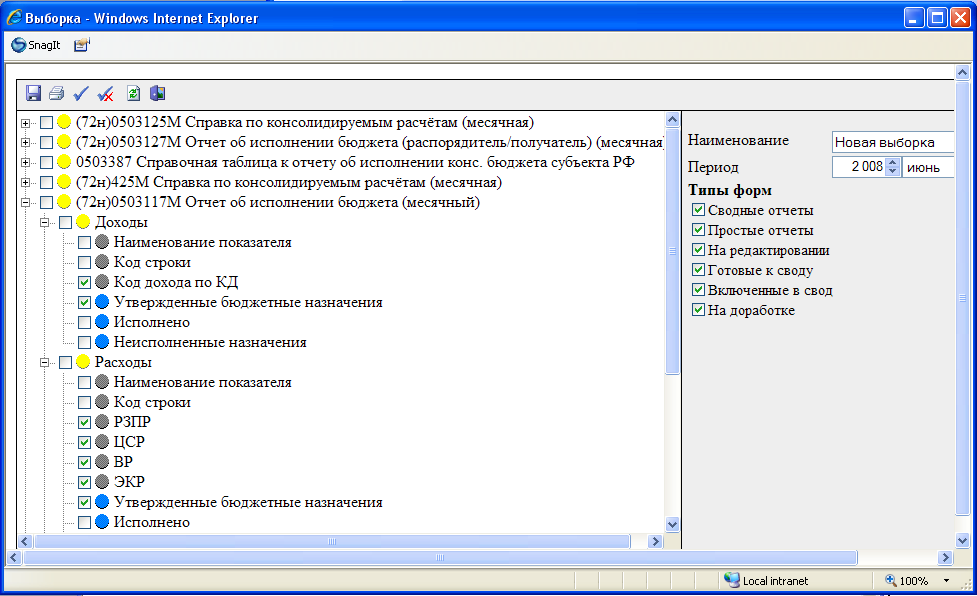 Выборка - Windows Internet Explorer
SnagIt
(72н)0503125М Справка по консолидируемым расчётам (месячная)
(72н)0503127М Отчет об исполнении бюджета (распорядитель/получатель) (месячная
0503387 Справочная таблица к отчету об исполнении конс. бюджета субъекта РФ
(72н)425М Справка по консолидируемым расчётам (месячная)
(72н)0503117М Отчет об исполнении бюджета (месячный)
Доходы
Наименование показателя
Код строки
Код дохода по КД
Утвержденные бюджетные назначения
Исполнено
Неисполненные назначения
Расходы
Наименование показателя
Код строки
РЗПР
ЦСР
ВР
ЭКР
Утвержденные бюджетные назначения
Исполнено
Наименование Новая выборка
Период 2 008 июнь
Типы форм
Сводные отчеты
Простые отчеты
На редактировании
Готовые к своду
Включенные в свод
На доработке
Local intranet 100%